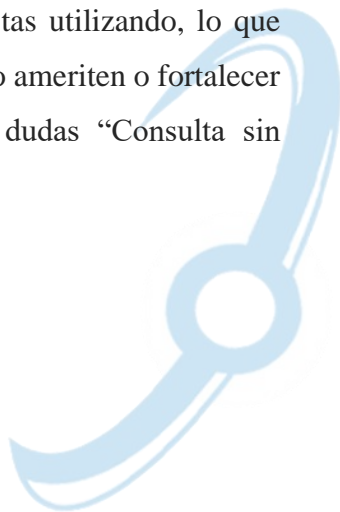 tas utilizando, lo que
o ameriten o fortalecer
dudas “Consulta sin